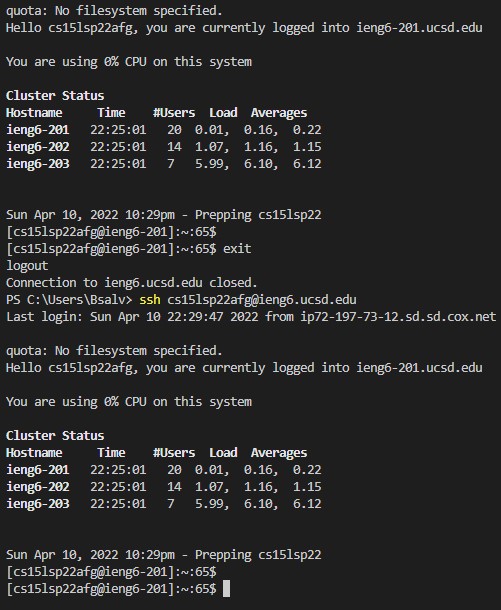 quota: No filesystem specified.
Hello cs15lsp22afg, you are currently logged into ieng6-201.ucsd.edu
You are using 0% CPU on this system
Cluster Status
Hostname     Time    #Users  Load  Averages
ieng6-201   22:25:01   20  0.01,  0.16,  0.22
ieng6-202   22:25:01   14  1.07,  1.16,  1.15
ieng6-203   22:25:01   7   5.99,  6.10,  6.12
Sun Apr 10, 2022 10:29pm - Prepping cs15lsp22
[cs15lsp22afg@ieng6-201]:~:65$
[cs15lsp22afg@ieng6-201]:~:65$ exit
logout
Connection to ieng6.ucsd.edu closed.
PS C:\Users\Bsalv> ssh cs15lsp22afg@ieng6.ucsd.edu
Last login: Sun Apr 10 22:29:47 2022 from ip72-197-73-12.sd.sd.cox.net
quota: No filesystem specified.
Hello cs15lsp22afg, you are currently logged into ieng6-201.ucsd.edu
You are using 0% CPU on this system
Cluster Status
Hostname     Time    #Users  Load  Averages
ieng6-201   22:25:01   20  0.01,  0.16,  0.22
ieng6-202   22:25:01   14  1.07,  1.16,  1.15
ieng6-203   22:25:01   7   5.99,  6.10,  6.12
Sun Apr 10, 2022 10:29pm - Prepping cs15lsp22
[cs15lsp22afg@ieng6-201]:~:65$
[cs15lsp22afg@ieng6-201]:~:65$